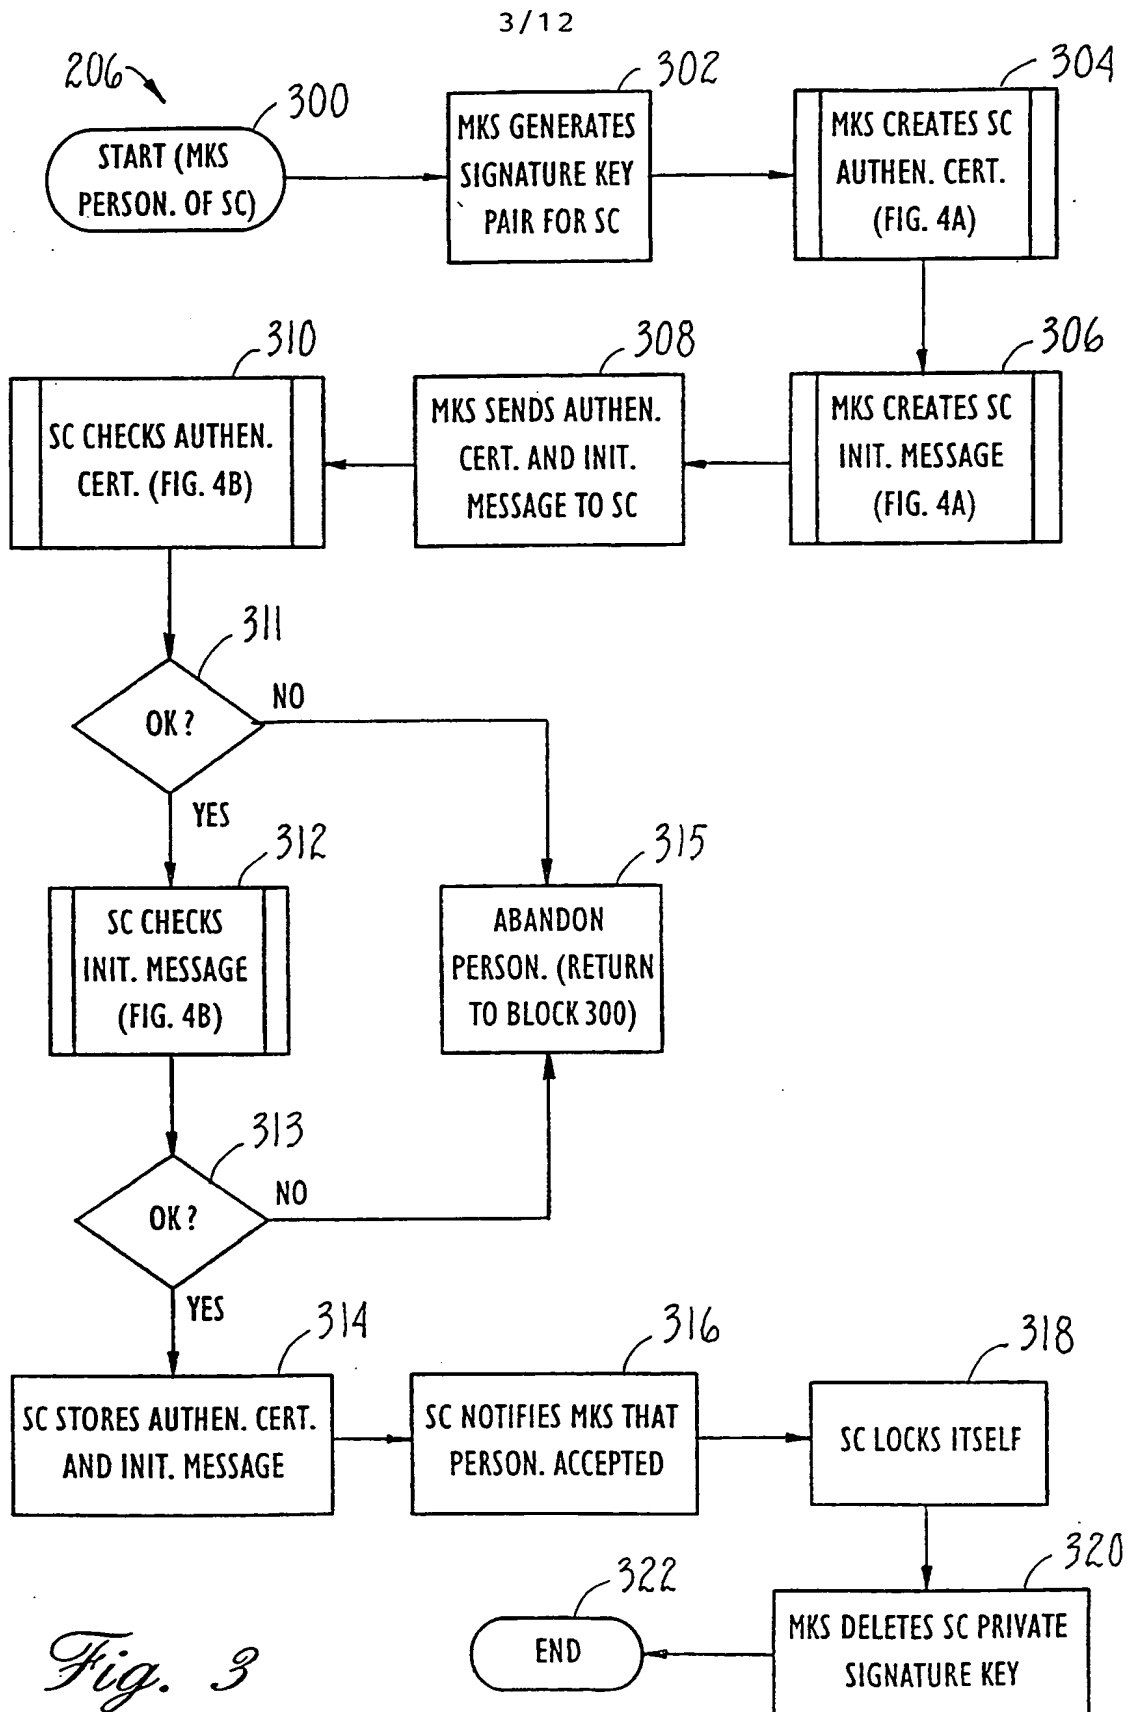 3/12
206
300
START (MKS
PERSON. OF SC)
302
MKS GENERATES
SIGNATURE KEY
PAIR FOR SC
304
MKS CREATES SC
AUTHEN. CERT.
(FIG. 4A)
306
MKS CREATES SC
INIT. MESSAGE
(FIG. 4A)
308
MKS SENDS AUTHEN.
CERT. AND INIT.
MESSAGE TO SC
310
SC CHECKS AUTHEN.
CERT. (FIG. 4B)
311
OK?
NO
YES
312
SC CHECKS
INIT. MESSAGE
(FIG. 4B)
315
ABANDON
PERSON. (RETURN
TO BLOCK 300)
313
OK?
NO
YES
314
SC STORES AUTHEN. CERT.
AND INIT. MESSAGE
316
SC NOTIFIES MKS THAT
PERSON. ACCEPTED
318
SC LOCKS ITSELF
320
MKS DELETES SC PRIVATE
SIGNATURE KEY
322
END
Fig. 3